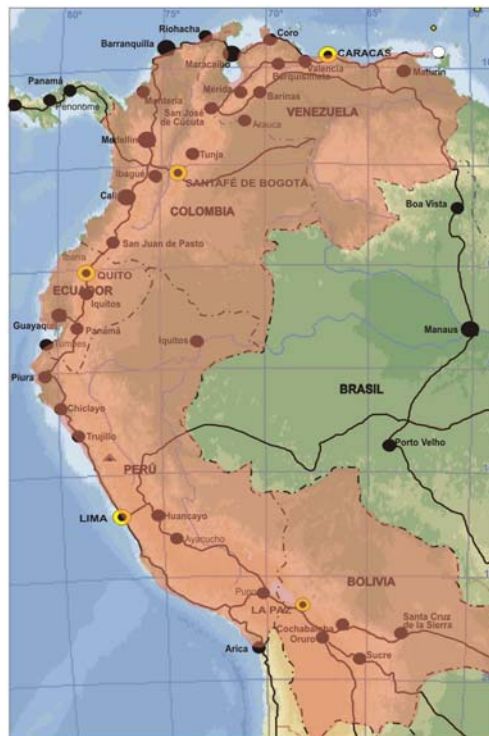 Riohacha
Coro
Barranquilla
CARACAS
Maracaibo
Valencia
Barquisimeto
Maturín
Panamá
Penonomé
Mérida
Barinas
Montería
San José
de Cúcuta
VENEZUELA
Arauca
Medellín
Tunja
Ibagué
SANTAFÉ DE BOGOTÁ
Cali
COLOMBIA
Boa Vista
San Juan de Pasto
Ibarra
QUITO
ECUADOR
Iquitos
Guayaquil
Panamá
Tumbes
Iquitos
Manaus
Piura
BRASIL
Chiclayo
Trujillo
Porto Velho
PERÚ
LIMA
Huancayo
Ayacucho
BOLIVIA
Puno
LA PAZ
Santa Cruz
de la Sierra
Cochabamba
Oruro
Arica
Sucre
80
75
70
65